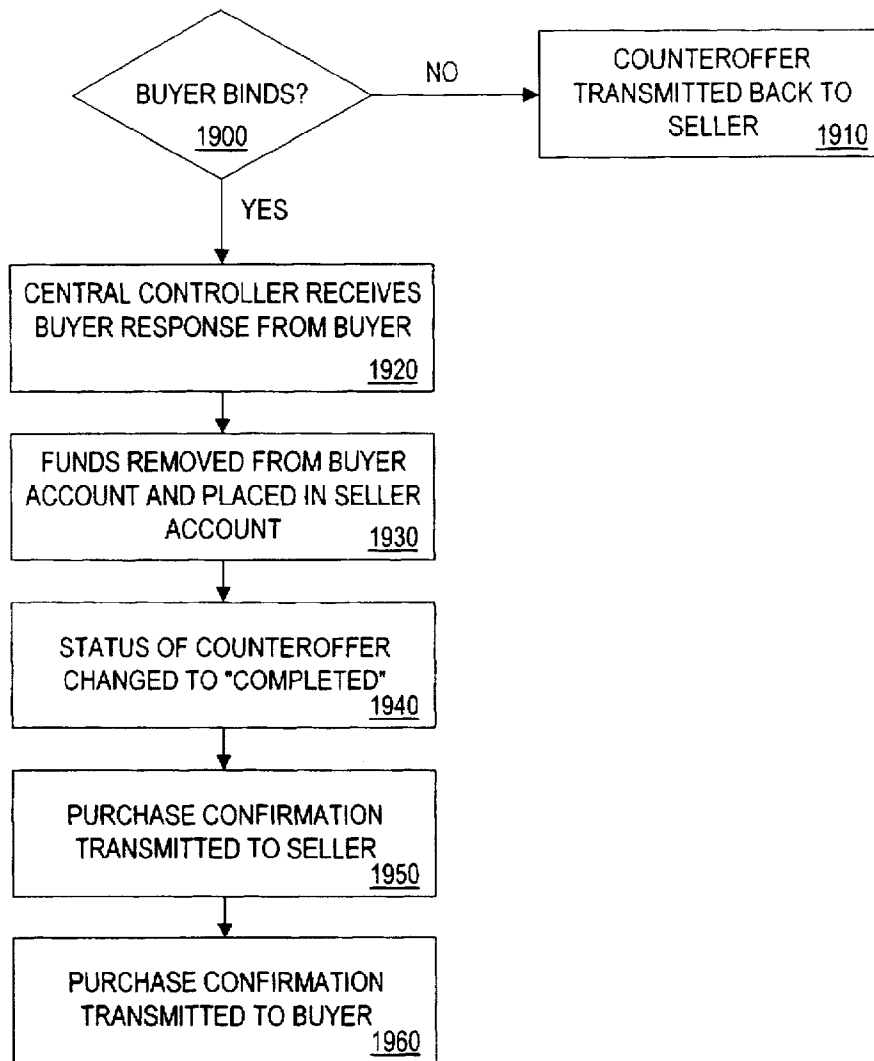 BUYER BINDS?
1900
NO
COUNTEROFFER
TRANSMITTED BACK TO
SELLER
1910
YES
CENTRAL CONTROLLER RECEIVES
BUYER RESPONSE FROM BUYER
1920
FUNDS REMOVED FROM BUYER
ACCOUNT AND PLACED IN SELLER
ACCOUNT
1930
STATUS OF COUNTEROFFER
CHANGED TO "COMPLETED"
1940
PURCHASE CONFIRMATION
TRANSMITTED TO SELLER
1950
PURCHASE CONFIRMATION
TRANSMITTED TO BUYER
1960